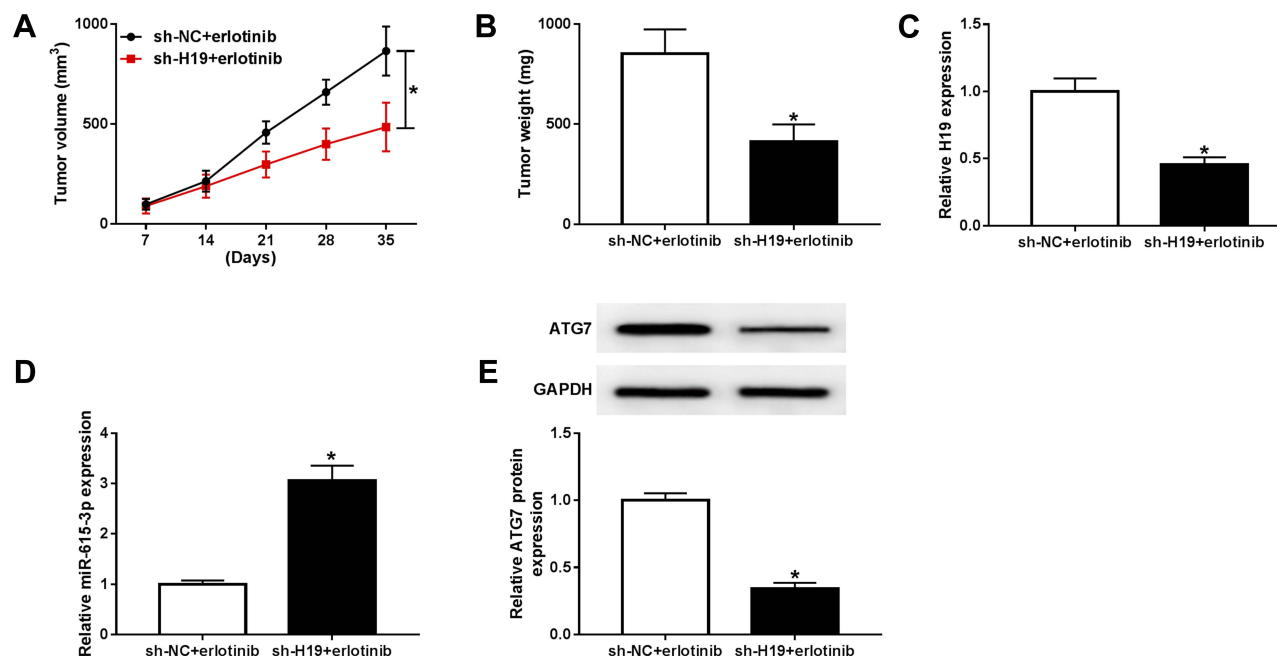 A
Tumor volume (mm³)
1000
500
0
sh-NC+erlotinib
sh-H19+erlotinib
*
7 14 21 28 35
(Days)
B
Tumor weight (mg)
1000
500
0
*
sh-NC+erlotinib sh-H19+erlotinib
C
Relative H19 expression
1.5
1.0
0.5
0.0
*
sh-NC+erlotinib sh-H19+erlotinib
D
Relative miR-615-3p expression
4
3
2
1
0
*
sh-NC+erlotinib sh-H19+erlotinib
E
ATG7
GAPDH
Relative ATG7 protein
expression
1.5
1.0
0.5
0.0
*
sh-NC+erlotinib sh-H19+erlotinib